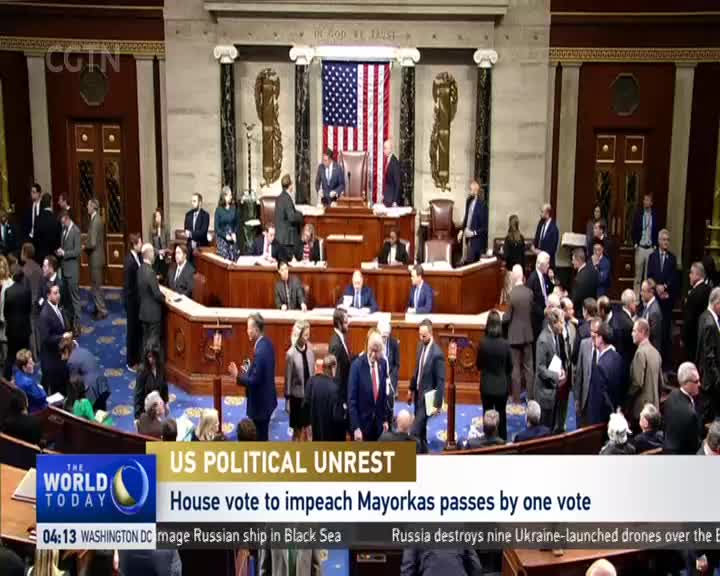 CGTN
IN GOD WE TRUST
US POLITICAL UNREST
THE
WORLD
TODAY
House vote to impeach Mayorkas passes by one vote
04:13 WASHINGTON DC
mage Russian ship in Black Sea Russia destroys nine Ukraine-launched drones over the